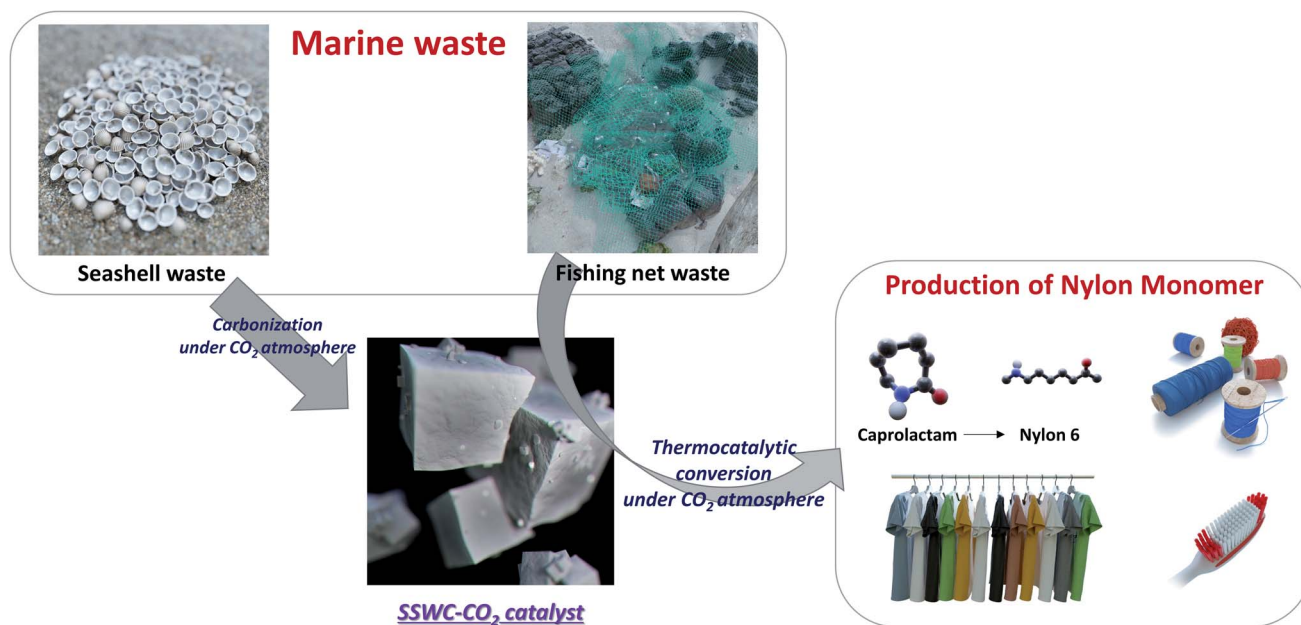 Marine waste
Seashell waste
Fishing net waste
Carbonization
under CO₂ atmosphere
Production of Nylon Monomer
Caprolactam → Nylon 6
Thermocatalytic
conversion
under CO₂ atmosphere
SSWC-CO₂ catalyst